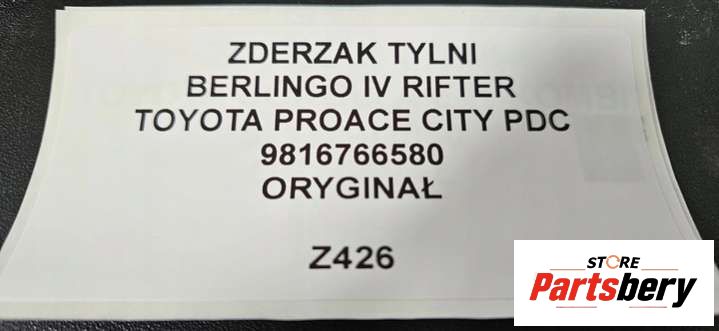 ZDERZAK TYLNI
BERLINGO IV RIFTER
TOYOTA PROACE CITY PDC
9816766580
ORYGINAŁ
Z426
STORE
Partsbery